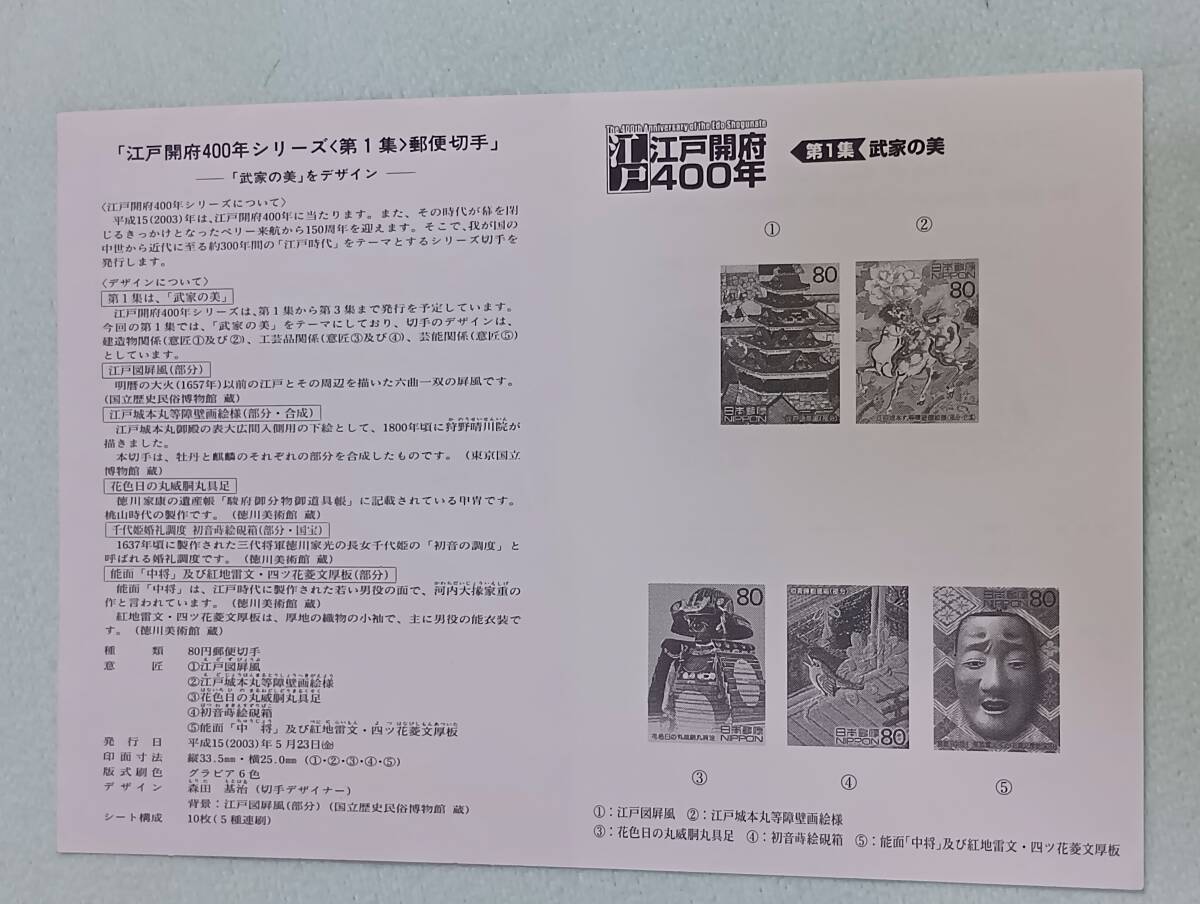 「江戸開府400年シリーズ<第1集>郵便切手」
――「武家の美」をデザイン――
〈江戸開府400年シリーズについて〉
平成15(2003)年は、江戸開府400年に当たります。また、その時代が幕を閉
じるきっかけとなったペリー来航から150周年を迎えます。そこで、我が国の
中世から近代に至る約300年間の「江戸時代」をテーマとするシリーズ切手を
発行します。
〈デザインについて〉
第1集は、「武家の美」
江戸開府400年シリーズは、第1集から第3集まで発行を予定しています。
今回の第1集では、「武家の美」をテーマにしており、切手のデザインは、
建造物関係(意匠①及び②)、工芸品関係(意匠③及び④)、芸能関係(意匠⑤)
としています。
江戸図屏風(部分)
明暦の大火(1657年)以前の江戸とその周辺を描いた六曲一双の屏風です。
(国立歴史民俗博物館 蔵)
江戸城本丸等障壁画絵様(部分・合成)
江戸城本丸御殿の表大広間入側用の下絵として、1800年頃に狩野晴川院が
描きました。
本切手は、牡丹と麒麟のそれぞれの部分を合成したものです。(東京国立
博物館 蔵)
花色日の丸威胴丸具足
徳川家康の遺産帳「駿府御分物御道具帳」に記載されている甲冑です。
桃山時代の製作です。(徳川美術館 蔵)
千代姫婚礼調度 初音蒔絵硯箱(部分・国宝)
1637年頃に製作された三代将軍徳川家光の長女千代姫の「初音の調度」と
呼ばれる婚礼調度です。(徳川美術館 蔵)
能面「中将」及び紅地雷文・四ツ花菱文厚板(部分)
能面「中将」は、江戸時代に製作された若い男役の面で、河内大掾家重の
作と言われています。(徳川美術館 蔵)
紅地雷文・四ツ花菱文厚板は、厚地の織物の小袖で、主に男役の能衣装で
す。(徳川美術館 蔵)
種類 80円郵便切手
意匠 ①江戸図屏風
②江戸城本丸等障壁画絵様
③花色日の丸威胴丸具足
④初音蒔絵硯箱
⑤能面「中将」及び紅地雷文・四ツ花菱文厚板
発行日 平成15(2003)年5月23日㈮
印面寸法 縦33.5mm・横25.0mm (①・②・③・④・⑤)
版式刷色 グラビア6色
デザイン 森田 基治(切手デザイナー)
背景：江戸図屏風(部分)(国立歴史民俗博物館 蔵)
シート構成 10枚(5種連刷)
The 400th Anniversary of the Edo Shogunate
江戸 江戸開府
400年
第1集 武家の美
① ②
80
日本郵便
NIPPON
日本郵便
NIPPON
80
80
日本郵便
NIPPON
花色日の丸威胴丸具足
日本郵便
NIPPON 80
日本郵便
NIPPON 80
③ ④ ⑤
①：江戸図屏風 ②：江戸城本丸等障壁画絵様
③：花色日の丸威胴丸具足 ④：初音蒔絵硯箱 ⑤：能面「中将」及び紅地雷文・四ツ花菱文厚板